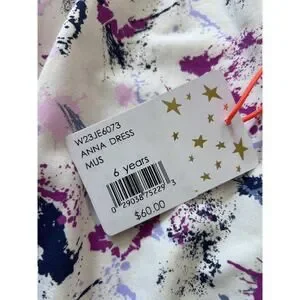 W23JE6073
ANNA DRESS
MUS
6 years
0 29038 75229 3
$60.00